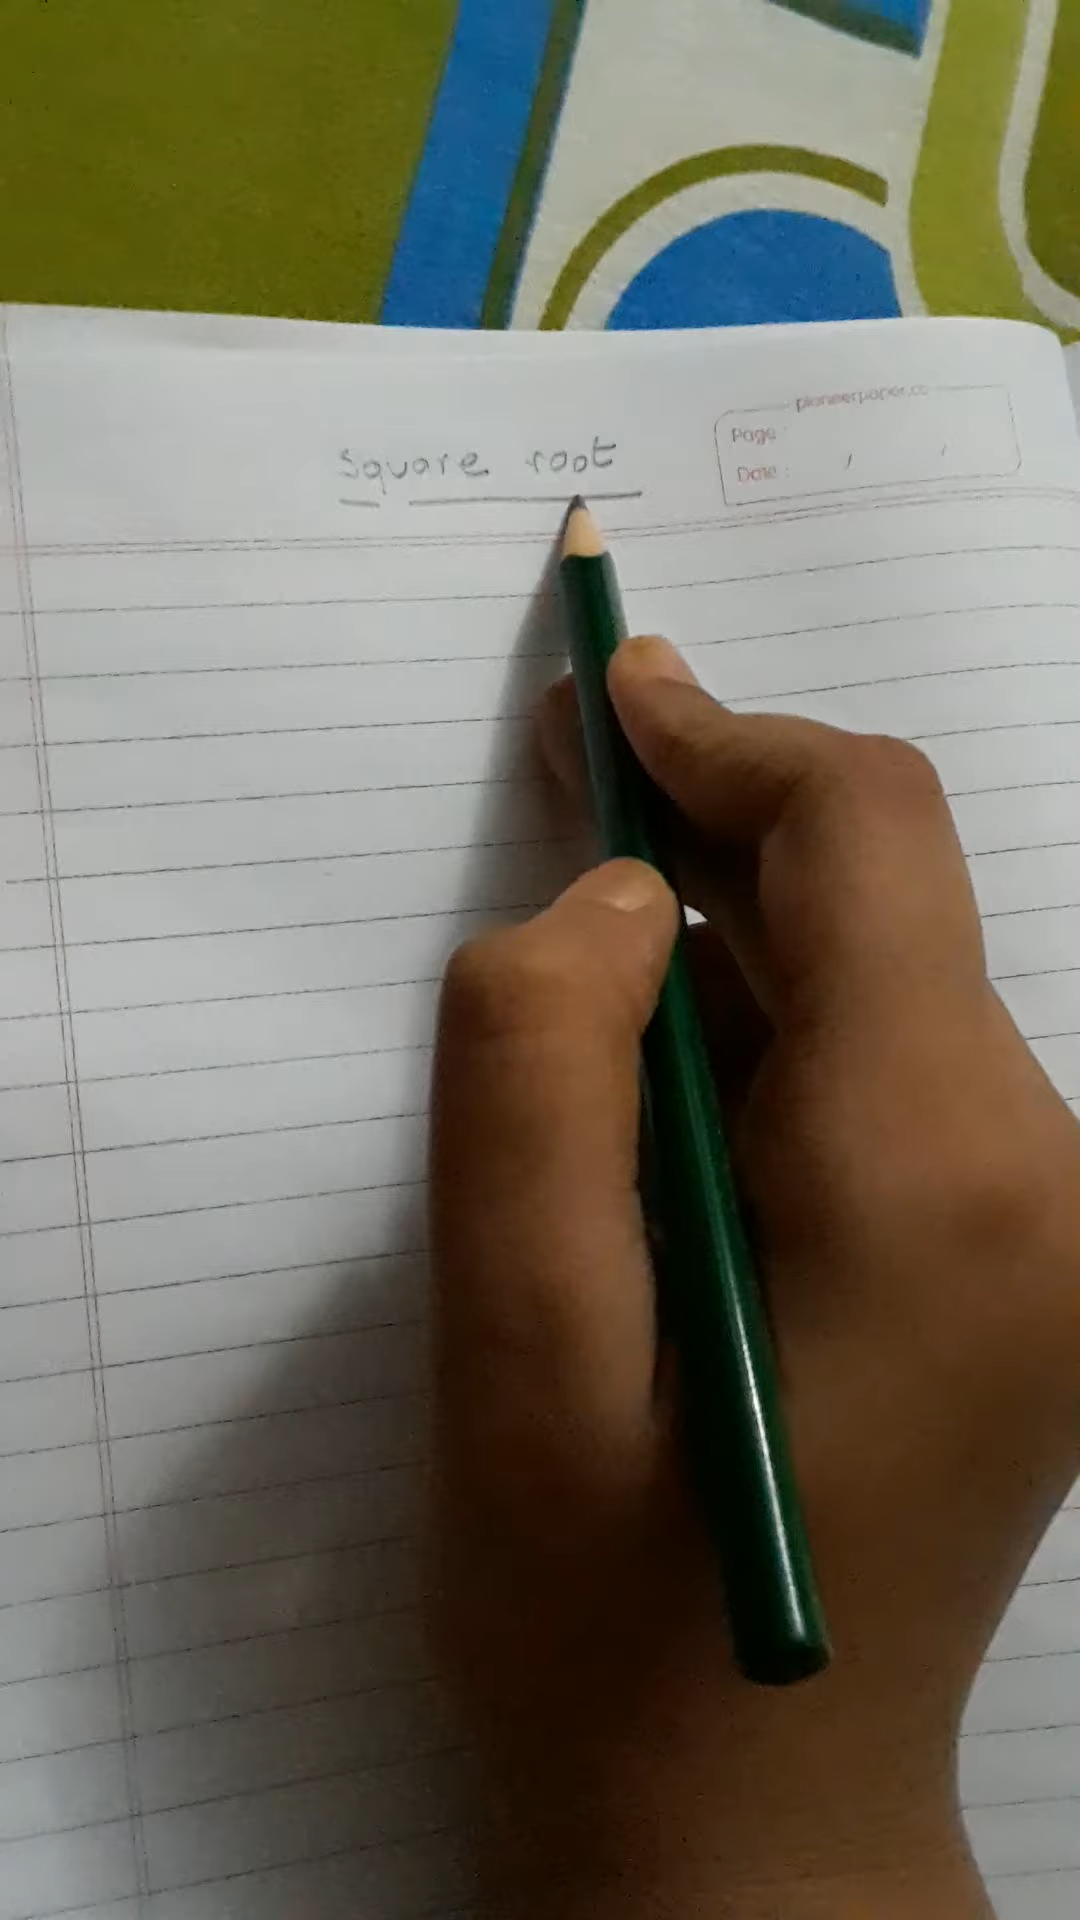 pioneerpaper.co
Square root
Page :
Date : / /